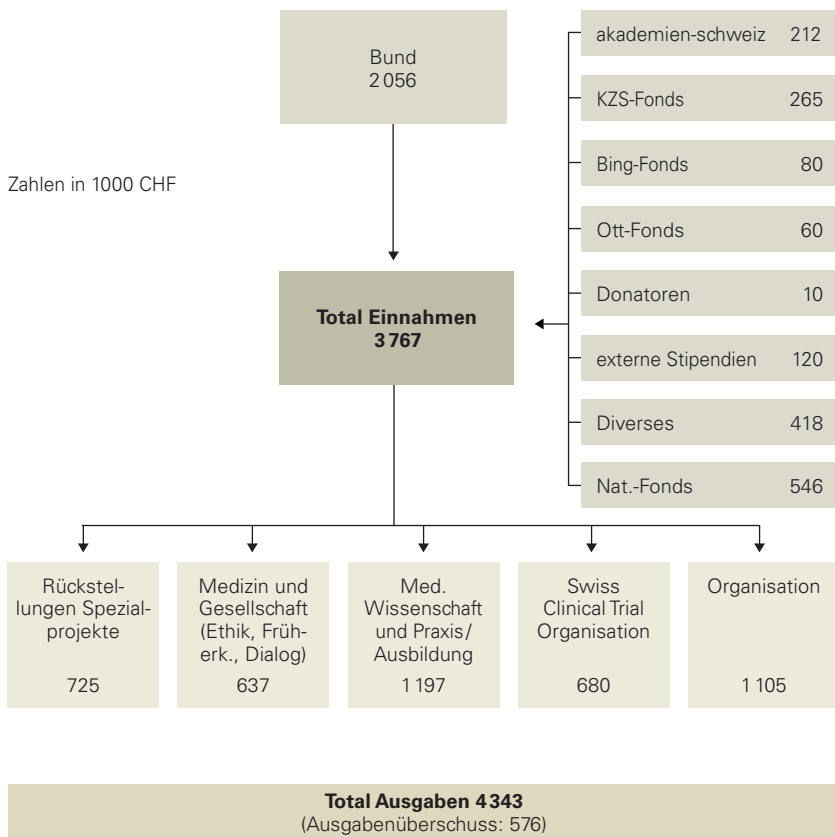 Bund
2 056
akademien-schweiz 212
KZS-Fonds 265
Bing-Fonds 80
Ott-Fonds 60
Donatoren 10
externe Stipendien 120
Diverses 418
Nat.-Fonds 546
Zahlen in 1000 CHF
Total Einnahmen
3 767
Rückstel-
lungen Spezial-
projekte
725
Medizin und
Gesellschaft
(Ethik, Früh-
erk., Dialog)
637
Med.
Wissenschaft
und Praxis/
Ausbildung
1 197
Swiss
Clinical Trial
Organisation
680
Organisation
1 105
Total Ausgaben 4 343
(Ausgabenüberschuss: 576)